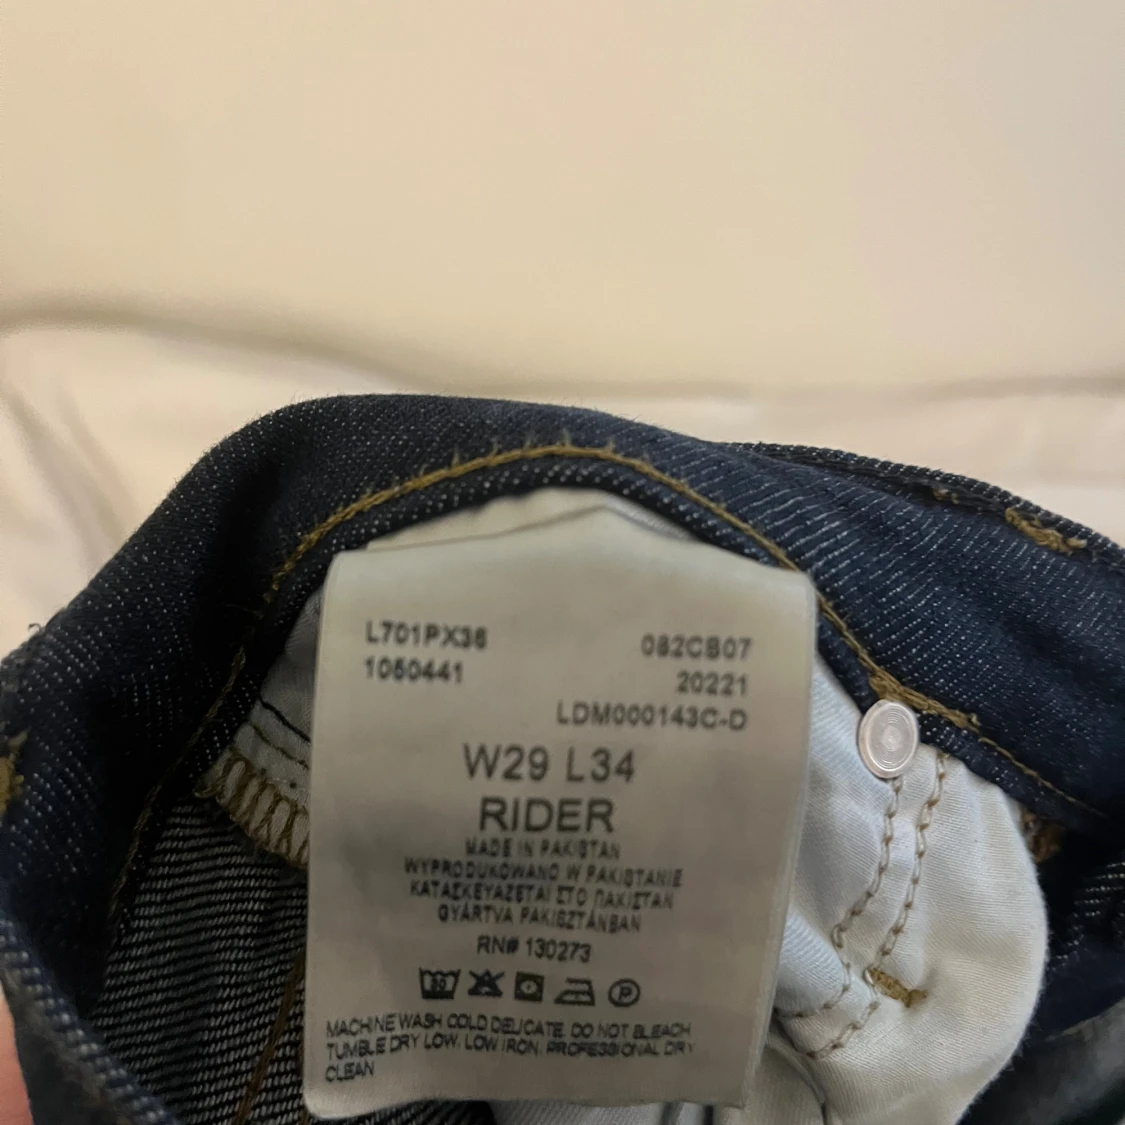 L701PX36
1050441
082CB07
20221
LDM000143C-D
W29 L34
RIDER
MADE IN PAKISTAN
WYPRODUKOWANO W PAKISTANIE
ΚΑΤΑΣΚΕΥΑΖΕΤΑΙ ΣΤΟ ΠΑΚΙΣΤΑΝ
GYÁRTVA PAKISZTÁNBAN
RN# 130273
30
P
MACHINE WASH COLD DELICATE. DO NOT BLEACH
TUMBLE DRY LOW. LOW IRON. PROFESSIONAL DRY
CLEAN